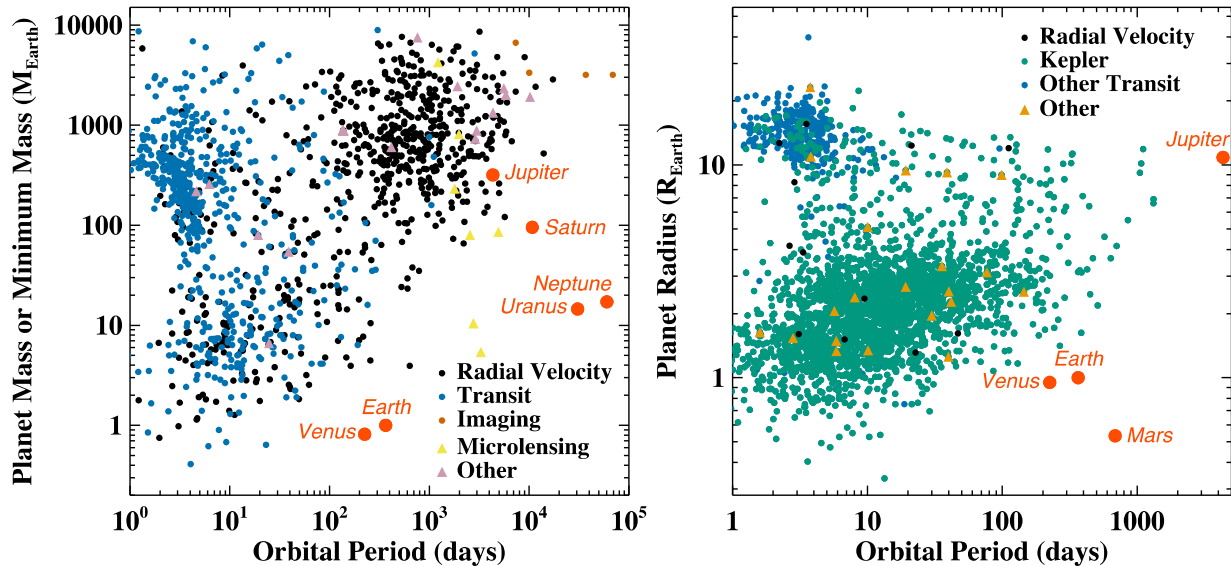 Planet Mass or Minimum Mass (M_Earth)
10000
1000
100
10
1
Jupiter
Saturn
Neptune
Uranus
Earth
Venus
Radial Velocity
Transit
Imaging
Microlensing
Other
10^0 10^1 10^2 10^3 10^4 10^5
Orbital Period (days)
Planet Radius (R_Earth)
10
1
Radial Velocity
Kepler
Other Transit
Other
Jupiter
Earth
Venus
Mars
1 10 100 1000
Orbital Period (days)